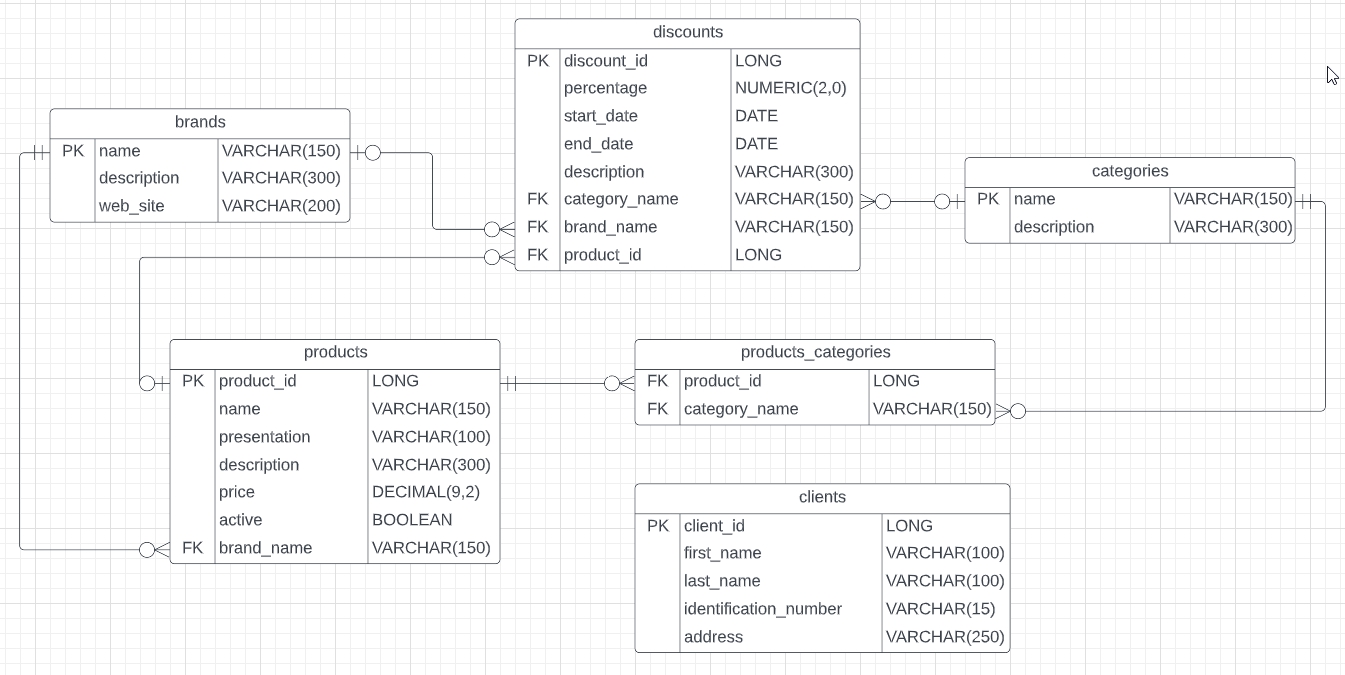 discounts
PK discount_id LONG
percentage NUMERIC(2,0)
start_date DATE
end_date DATE
description VARCHAR(300)
FK category_name VARCHAR(150)
FK brand_name VARCHAR(150)
FK product_id LONG
brands
PK name VARCHAR(150)
description VARCHAR(300)
web_site VARCHAR(200)
categories
PK name VARCHAR(150)
description VARCHAR(300)
products
PK product_id LONG
name VARCHAR(150)
presentation VARCHAR(100)
description VARCHAR(300)
price DECIMAL(9,2)
active BOOLEAN
FK brand_name VARCHAR(150)
products_categories
FK product_id LONG
FK category_name VARCHAR(150)
clients
PK client_id LONG
first_name VARCHAR(100)
last_name VARCHAR(100)
identification_number VARCHAR(15)
address VARCHAR(250)